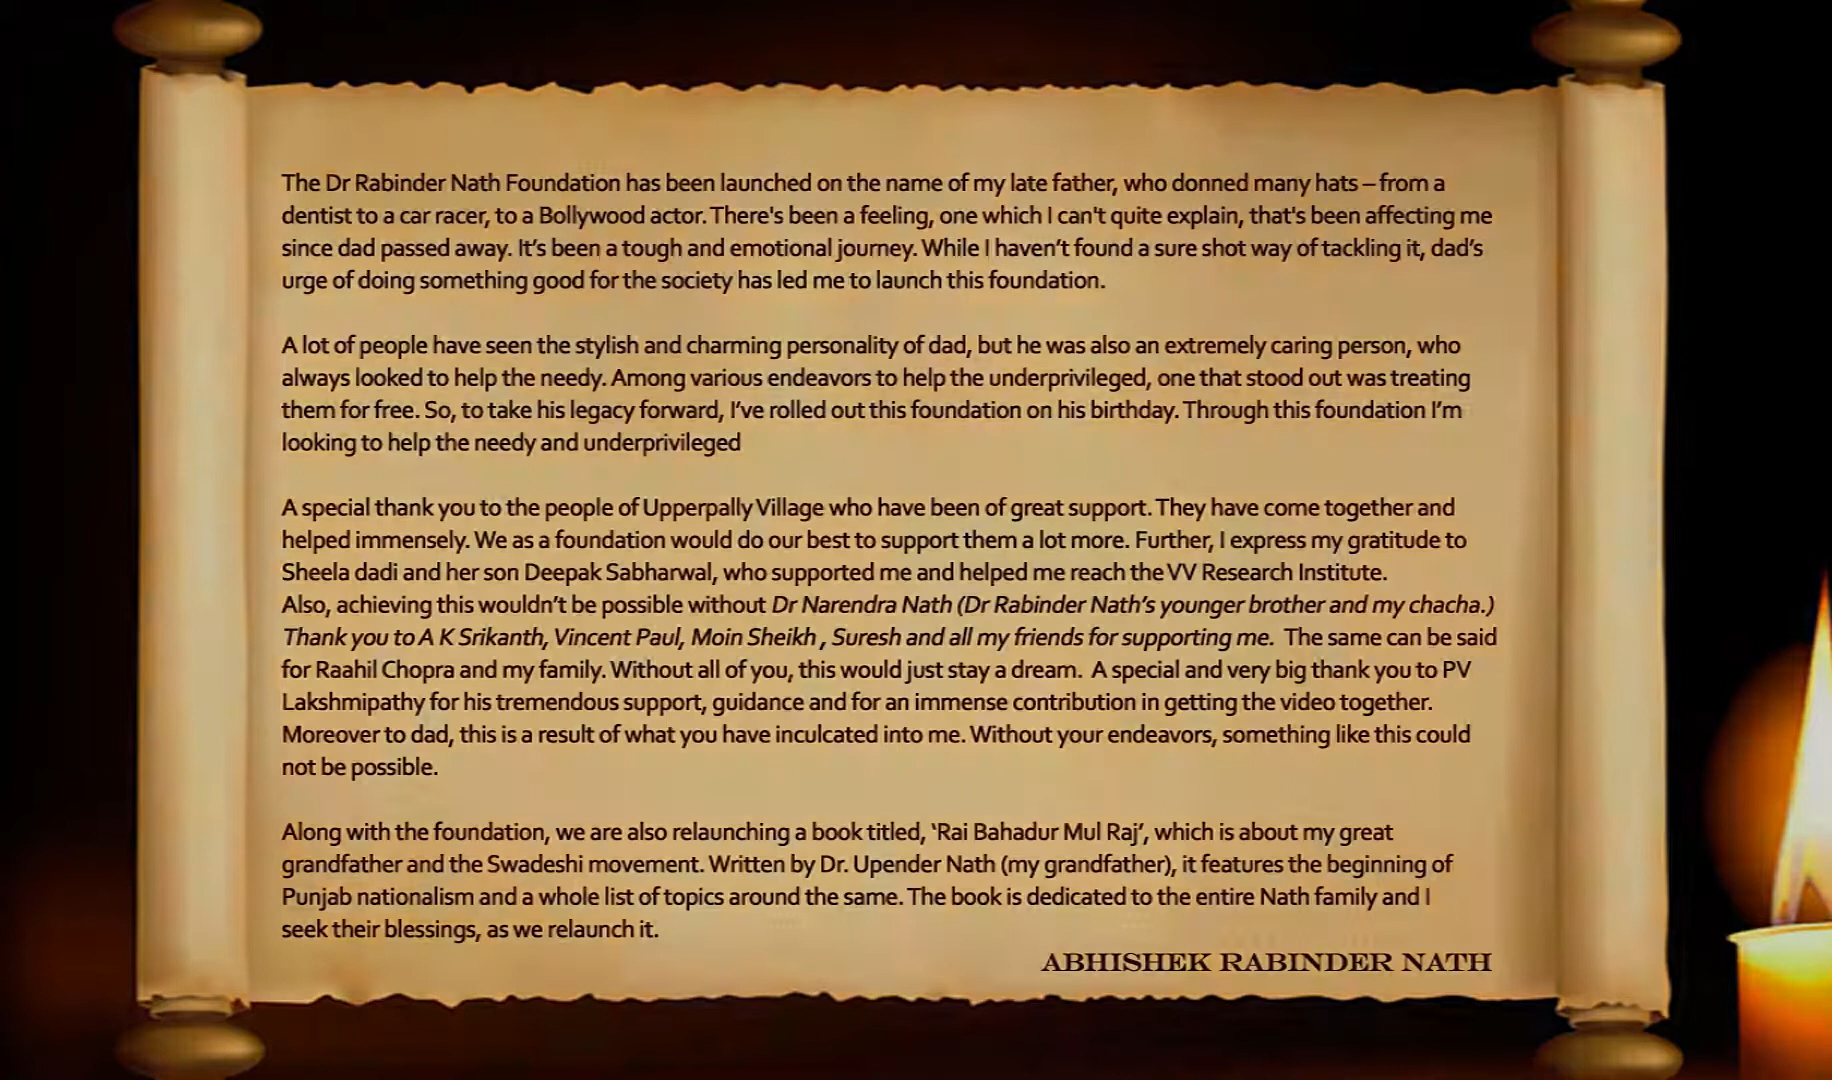 The Dr Rabinder Nath Foundation has been launched on the name of my late father, who donned many hats – from a
dentist to a car racer, to a Bollywood actor. There's been a feeling, one which I can't quite explain, that's been affecting me
since dad passed away. It's been a tough and emotional journey. While I haven't found a sure shot way of tackling it, dad's
urge of doing something good for the society has led me to launch this foundation.
A lot of people have seen the stylish and charming personality of dad, but he was also an extremely caring person, who
always looked to help the needy. Among various endeavors to help the underprivileged, one that stood out was treating
them for free. So, to take his legacy forward, I've rolled out this foundation on his birthday. Through this foundation I'm
looking to help the needy and underprivileged
A special thank you to the people of Upperpally Village who have been of great support. They have come together and
helped immensely. We as a foundation would do our best to support them a lot more. Further, I express my gratitude to
Sheela dadi and her son Deepak Sabharwal, who supported me and helped me reach the VV Research Institute.
Also, achieving this wouldn't be possible without Dr Narendra Nath (Dr Rabinder Nath's younger brother and my chacha.)
Thank you to A K Srikanth, Vincent Paul, Moin Sheikh , Suresh and all my friends for supporting me. The same can be said
for Raahil Chopra and my family. Without all of you, this would just stay a dream. A special and very big thank you to PV
Lakshmipathy for his tremendous support, guidance and for an immense contribution in getting the video together.
Moreover to dad, this is a result of what you have inculcated into me. Without your endeavors, something like this could
not be possible.
Along with the foundation, we are also relaunching a book titled, 'Rai Bahadur Mul Raj', which is about my great
grandfather and the Swadeshi movement. Written by Dr. Upender Nath (my grandfather), it features the beginning of
Punjab nationalism and a whole list of topics around the same. The book is dedicated to the entire Nath family and I
seek their blessings, as we relaunch it.
ABHISHEK RABINDER NATH